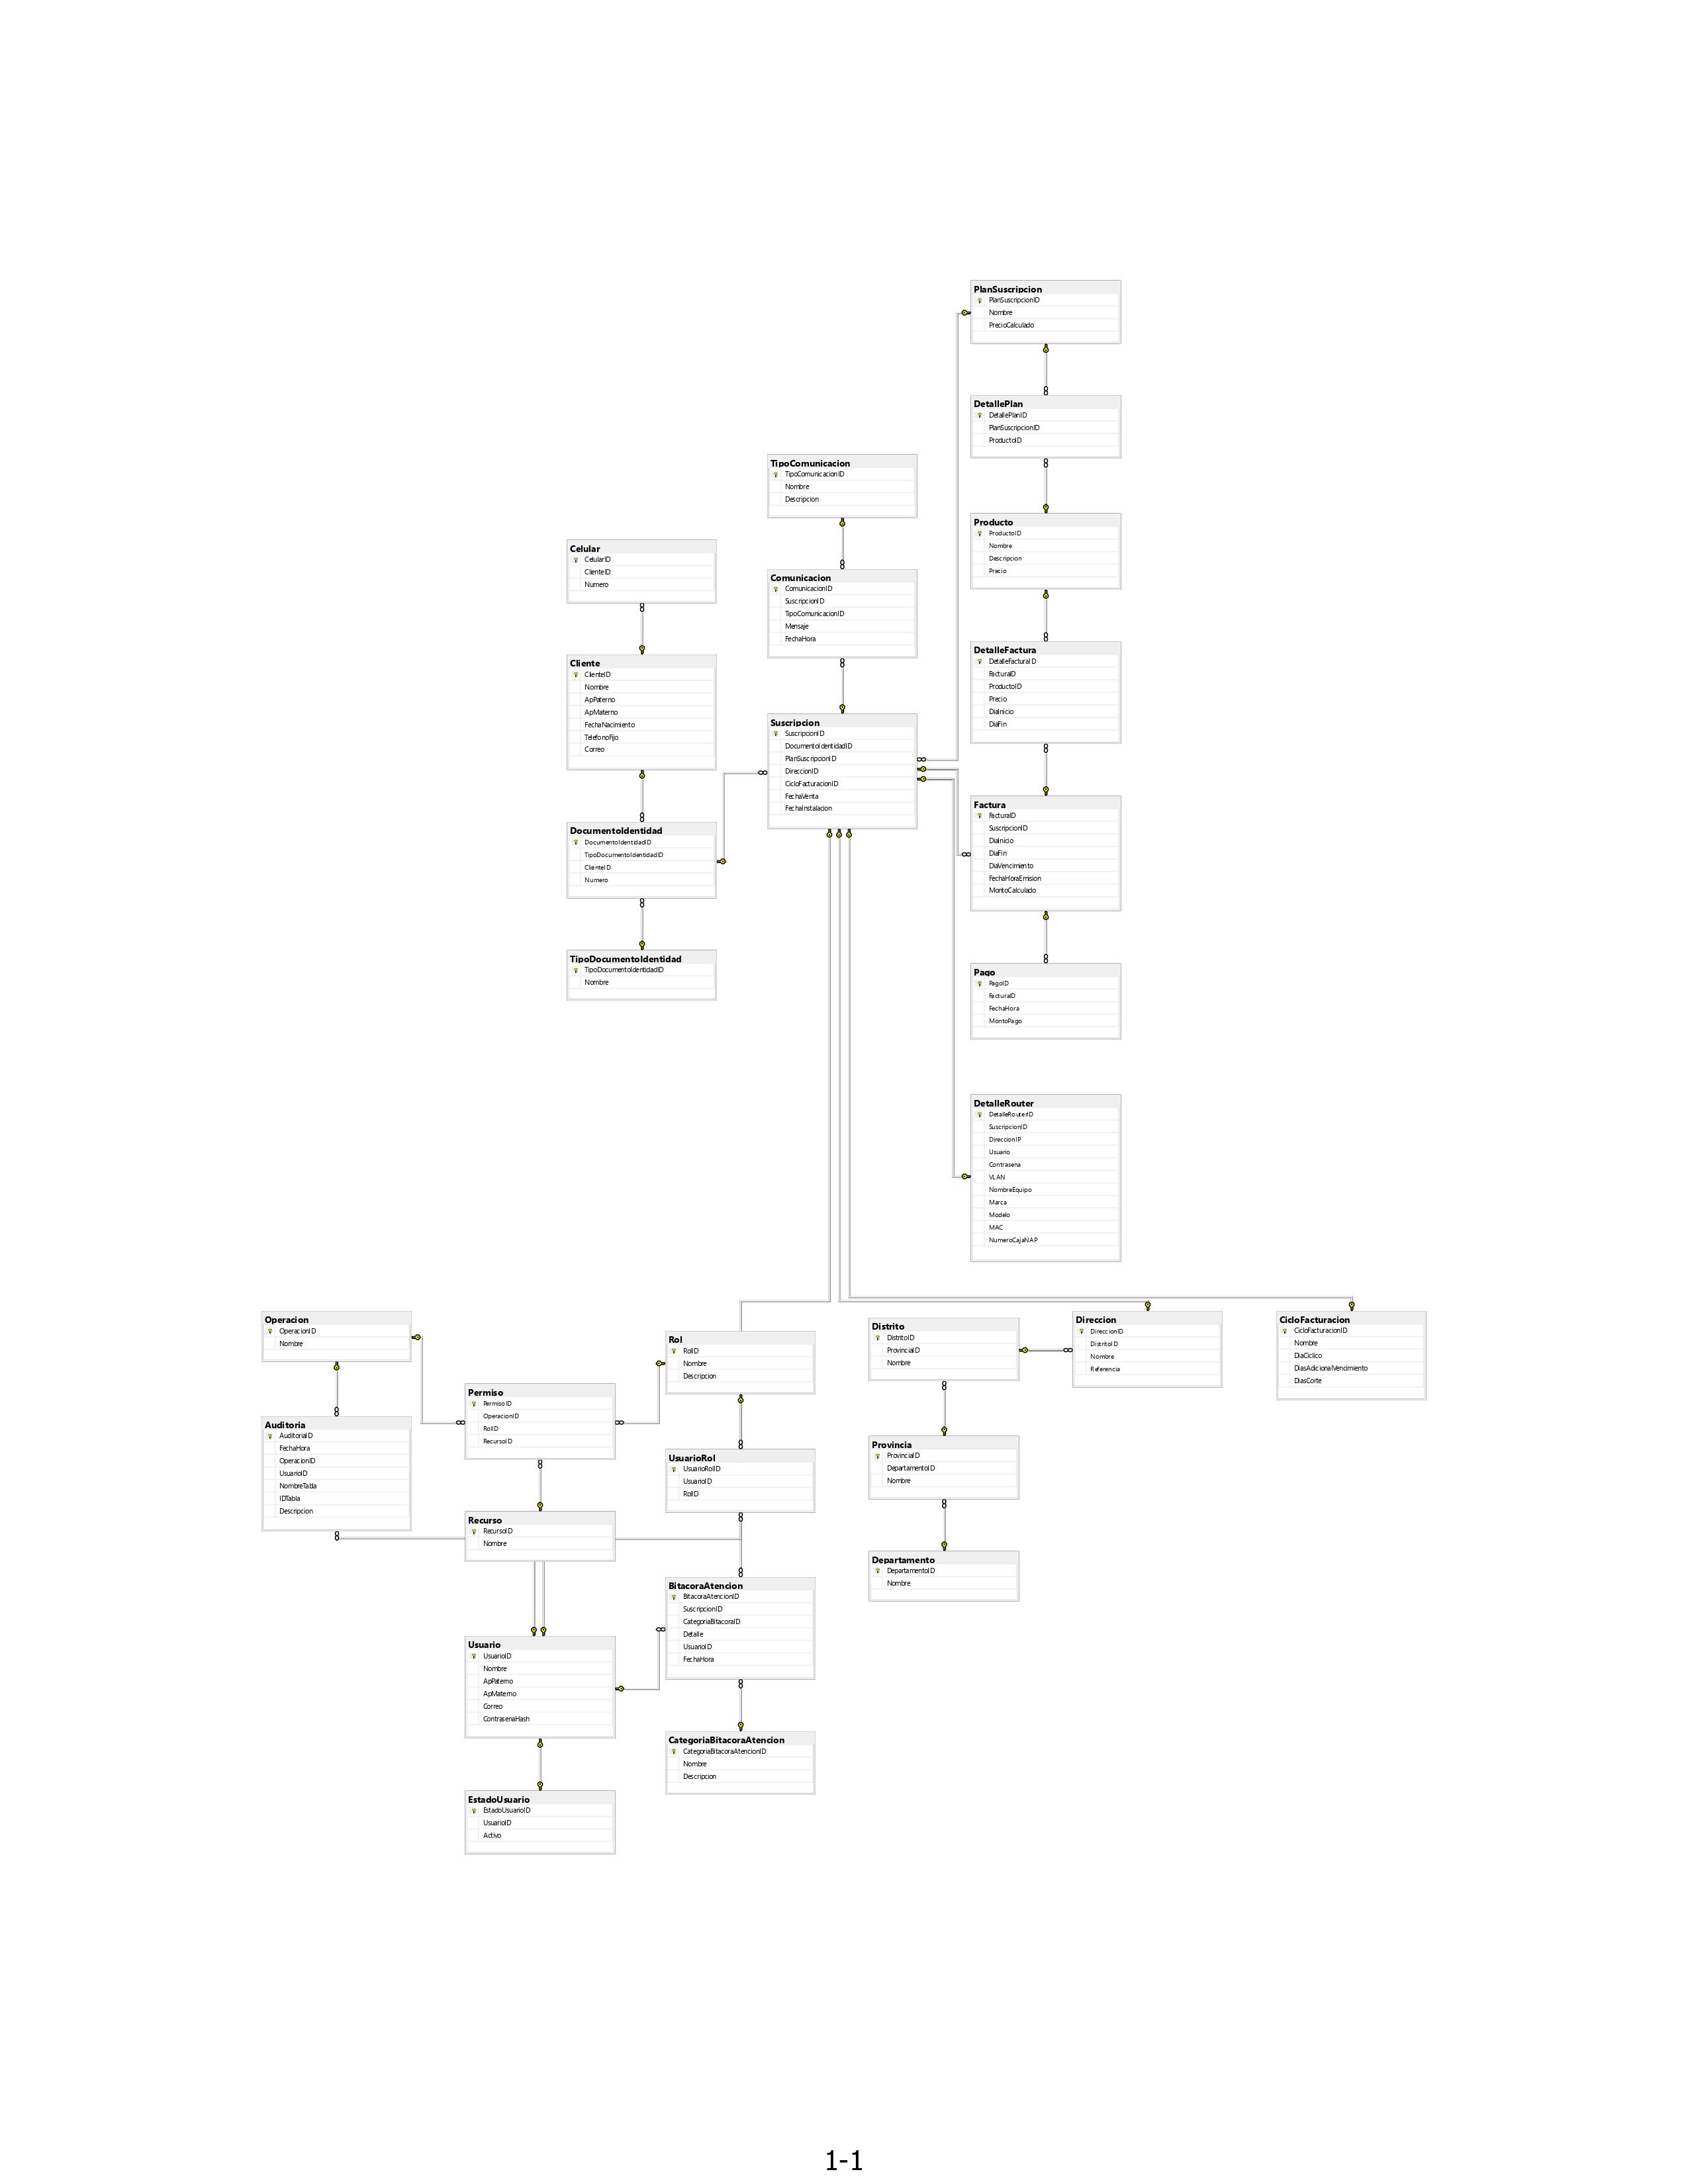 PlanSuscripcion
PlanSuscripcionID
Nombre
PrecioCalculado
DetallePlan
DetallePlanID
PlanSuscripcionID
ProductoID
TipoComunicacion
TipoComunicacionID
Nombre
Descripcion
Producto
ProductoID
Nombre
Descripcion
Precio
Celular
CelularID
ClienteID
Numero
Comunicacion
ComunicacionID
SuscripcionID
TipoComunicacionID
Mensaje
FechaHora
DetalleFactura
DetalleFacturaID
FacturaID
ProductoID
Precio
DiaInicio
DiaFin
Cliente
ClienteID
Nombre
ApPaterno
ApMaterno
FechaNacimiento
TelefonoFijo
Correo
Suscripcion
SuscripcionID
DocumentoIdentidadID
PlanSuscripcionID
DireccionID
CicloFacturacionID
FechaVenta
FechaInstalacion
Factura
FacturaID
SuscripcionID
DiaInicio
DiaFin
DiaVencimiento
FechaHoraEmision
MontoCalculado
DocumentoIdentidad
DocumentoIdentidadID
TipoDocumentoIdentidadID
ClienteID
Numero
TipoDocumentoIdentidad
TipoDocumentoIdentidadID
Nombre
Pago
PagoID
FacturaID
FechaHora
MontoPago
DetalleRouter
DetalleRouterID
SuscripcionID
DireccionIP
Usuario
Contrasena
VLAN
NombreEquipo
Marca
Modelo
MAC
NumeroCajaNAP
Operacion
OperacionID
Nombre
Rol
RolID
Nombre
Descripcion
Distrito
DistritoID
ProvinciaID
Nombre
Direccion
DireccionID
DistritoID
Nombre
Referencia
CicloFacturacion
CicloFacturacionID
Nombre
DiaCiclico
DiasAdicionalVencimiento
DiasCorte
Permiso
PermisoID
OperacionID
RolID
RecursoID
Auditoria
AuditoriaID
FechaHora
OperacionID
UsuarioID
NombreTabla
IDTabla
Descripcion
UsuarioRol
UsuarioRolID
UsuarioID
RolID
Provincia
ProvinciaID
DepartamentoID
Nombre
Recurso
RecursoID
Nombre
Departamento
DepartamentoID
Nombre
BitacoraAtencion
BitacoraAtencionID
SuscripcionID
CategoriaBitacoraID
Detalle
UsuarioID
FechaHora
Usuario
UsuarioID
Nombre
ApPaterno
ApMaterno
Correo
ContrasenaHash
CategoriaBitacoraAtencion
CategoriaBitacoraAtencionID
Nombre
Descripcion
EstadoUsuario
EstadoUsuarioID
UsuarioID
Activo
1-1